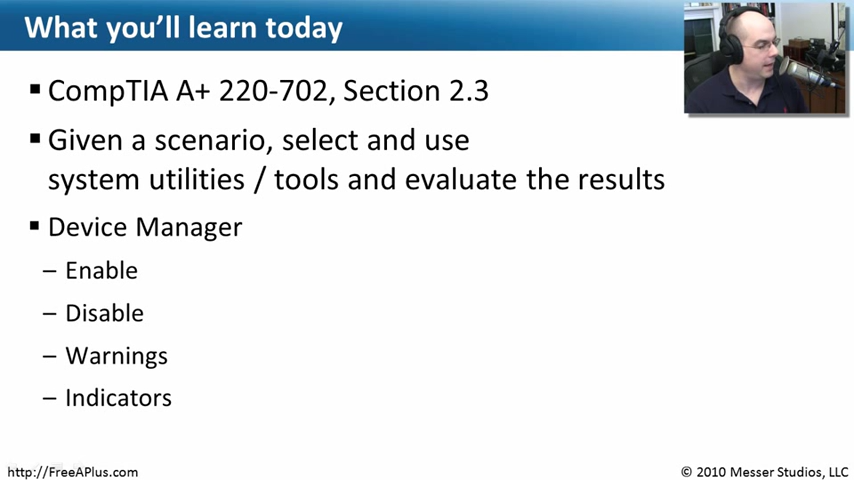 What you’ll learn today
▪ CompTIA A+ 220-702, Section 2.3
▪ Given a scenario, select and use
system utilities / tools and evaluate the results
▪ Device Manager
– Enable
– Disable
– Warnings
– Indicators
http://FreeAPlus.com
© 2010 Messer Studios, LLC